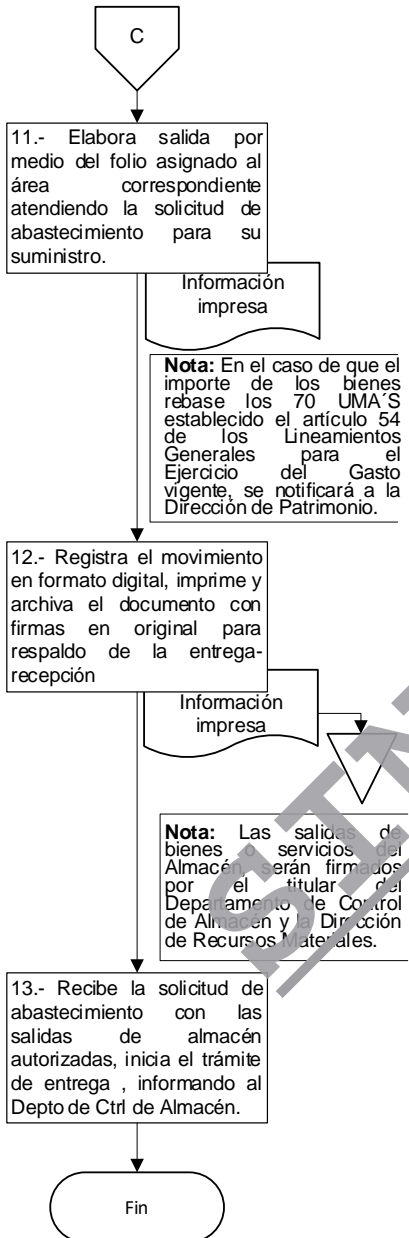 C
11.- Elabora salida por
medio del folio asignado al
área correspondiente
atendiendo la solicitud de
abastecimiento para su
suministro.
Información
impresa
Nota: En el caso de que el
importe de los bienes
rebase los 70 UMA´S
establecido el artículo 54
de los Lineamientos
Generales para el
Ejercicio del Gasto
vigente, se notificará a la
Dirección de Patrimonio.
12.- Registra el movimiento
en formato digital, imprime y
archiva el documento con
firmas en original para
respaldo de la entrega-
recepción
Información
impresa
Nota: Las salidas de
bienes o servicios del
Almacén, serán firmados
por el titular del
Departamento de Control
de Almacén y la Dirección
de Recursos Materiales.
13.- Recibe la solicitud de
abastecimiento con las
salidas de almacén
autorizadas, inicia el trámite
de entrega , informando al
Depto de Ctrl de Almacén.
Fin